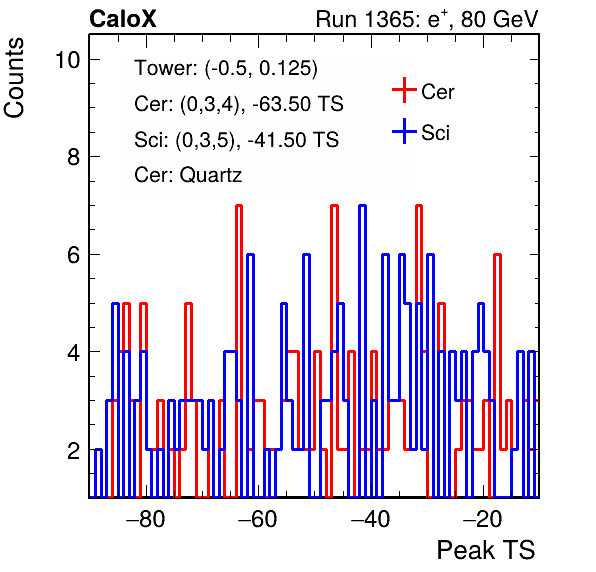 CaloX Run 1365: e⁺, 80 GeV
Counts
Tower: (-0.5, 0.125)
Cer: (0,3,4), -63.50 TS
Sci: (0,3,5), -41.50 TS
Cer: Quartz
Cer
Sci
10
8
6
4
2
−80 −60 −40 −20
Peak TS